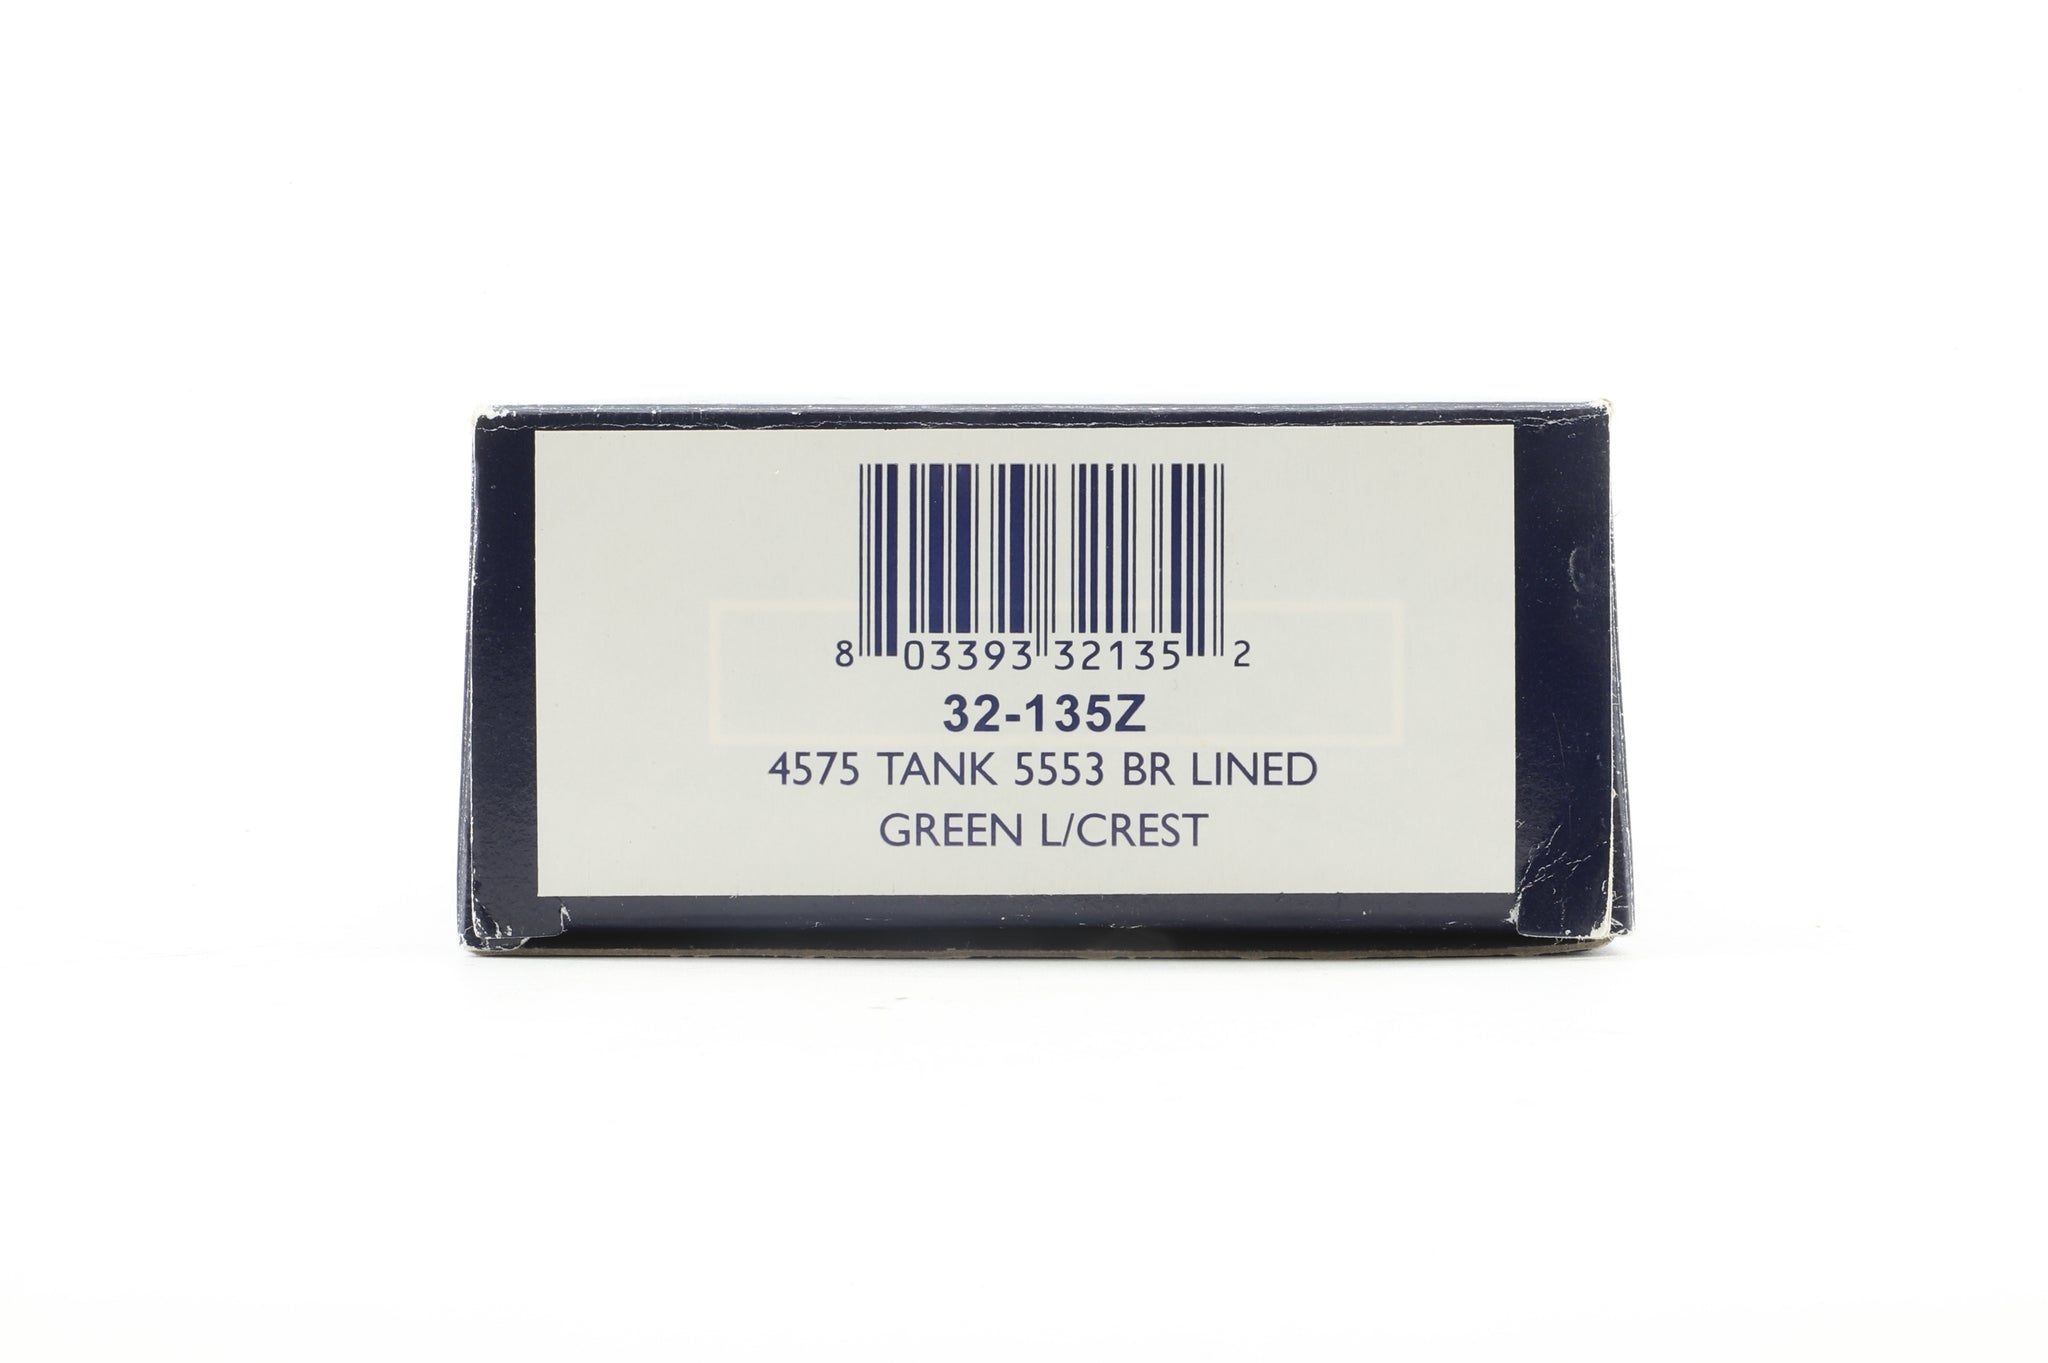 8 03393 32135 2
32-135Z
4575 TANK 5553 BR LINED
GREEN L/CREST